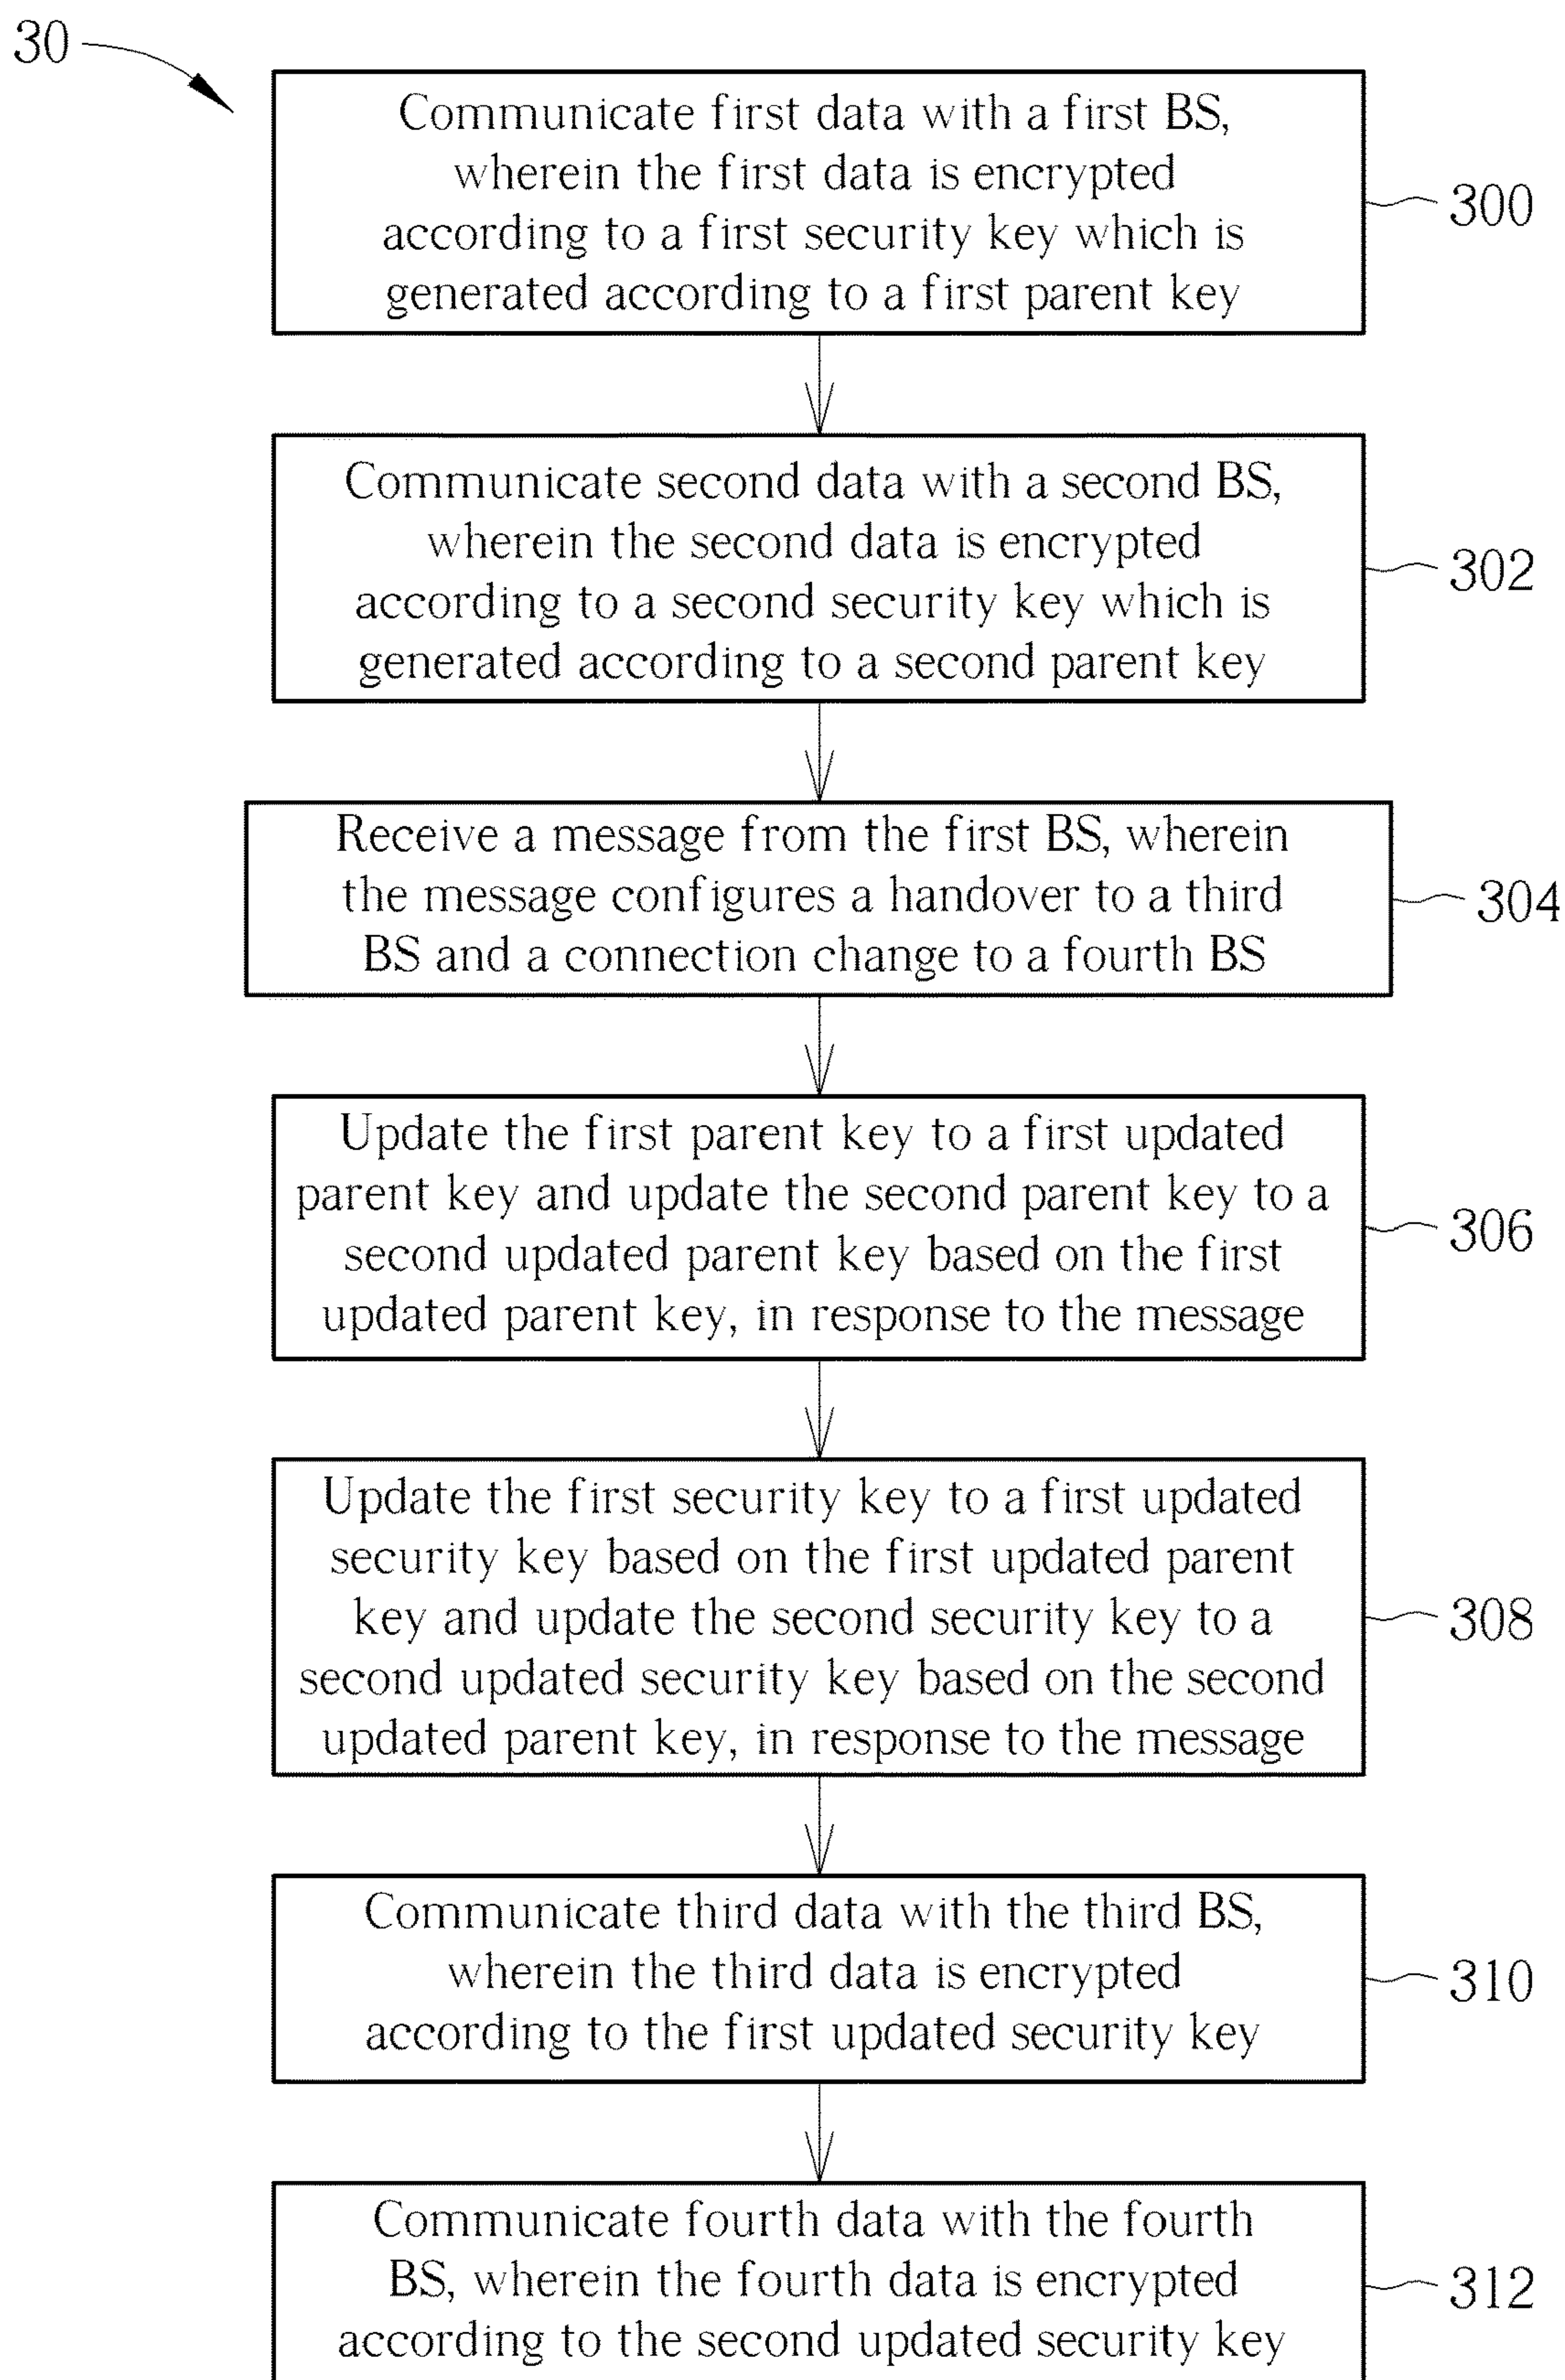 30
Communicate first data with a first BS,
wherein the first data is encrypted
according to a first security key which is
generated according to a first parent key
300
Communicate second data with a second BS,
wherein the second data is encrypted
according to a second security key which is
generated according to a second parent key
302
Receive a message from the first BS, wherein
the message configures a handover to a third
BS and a connection change to a fourth BS
304
Update the first parent key to a first updated
parent key and update the second parent key to a
second updated parent key based on the first
updated parent key, in response to the message
306
Update the first security key to a first updated
security key based on the first updated parent
key and update the second security key to a
second updated security key based on the second
updated parent key, in response to the message
308
Communicate third data with the third BS,
wherein the third data is encrypted
according to the first updated security key
310
Communicate fourth data with the fourth
BS, wherein the fourth data is encrypted
according to the second updated security key
312